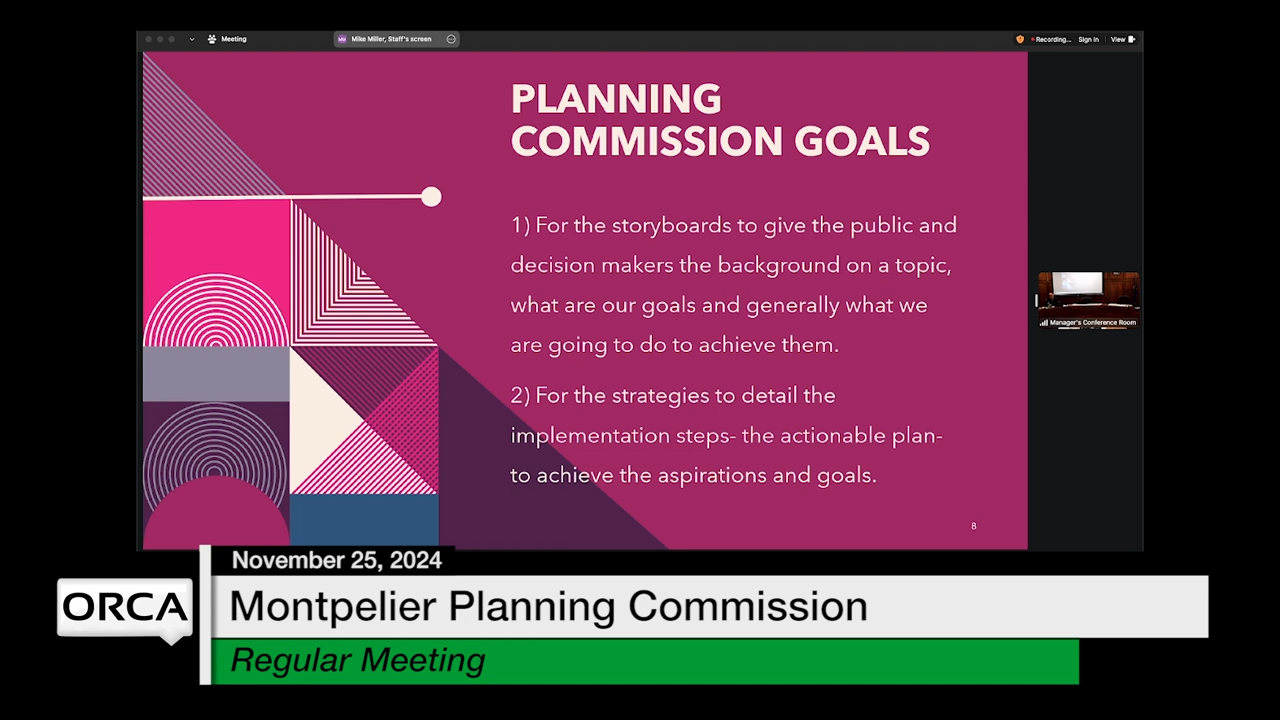 Meeting
MM Mike Miller, Staff's screen
Recording... Sign In View
PLANNING
COMMISSION GOALS
1) For the storyboards to give the public and
decision makers the background on a topic,
what are our goals and generally what we
are going to do to achieve them.
2) For the strategies to detail the
implementation steps- the actionable plan-
to achieve the aspirations and goals.
8
Manager's Conference Room
November 25, 2024
ORCA
Montpelier Planning Commission
Regular Meeting